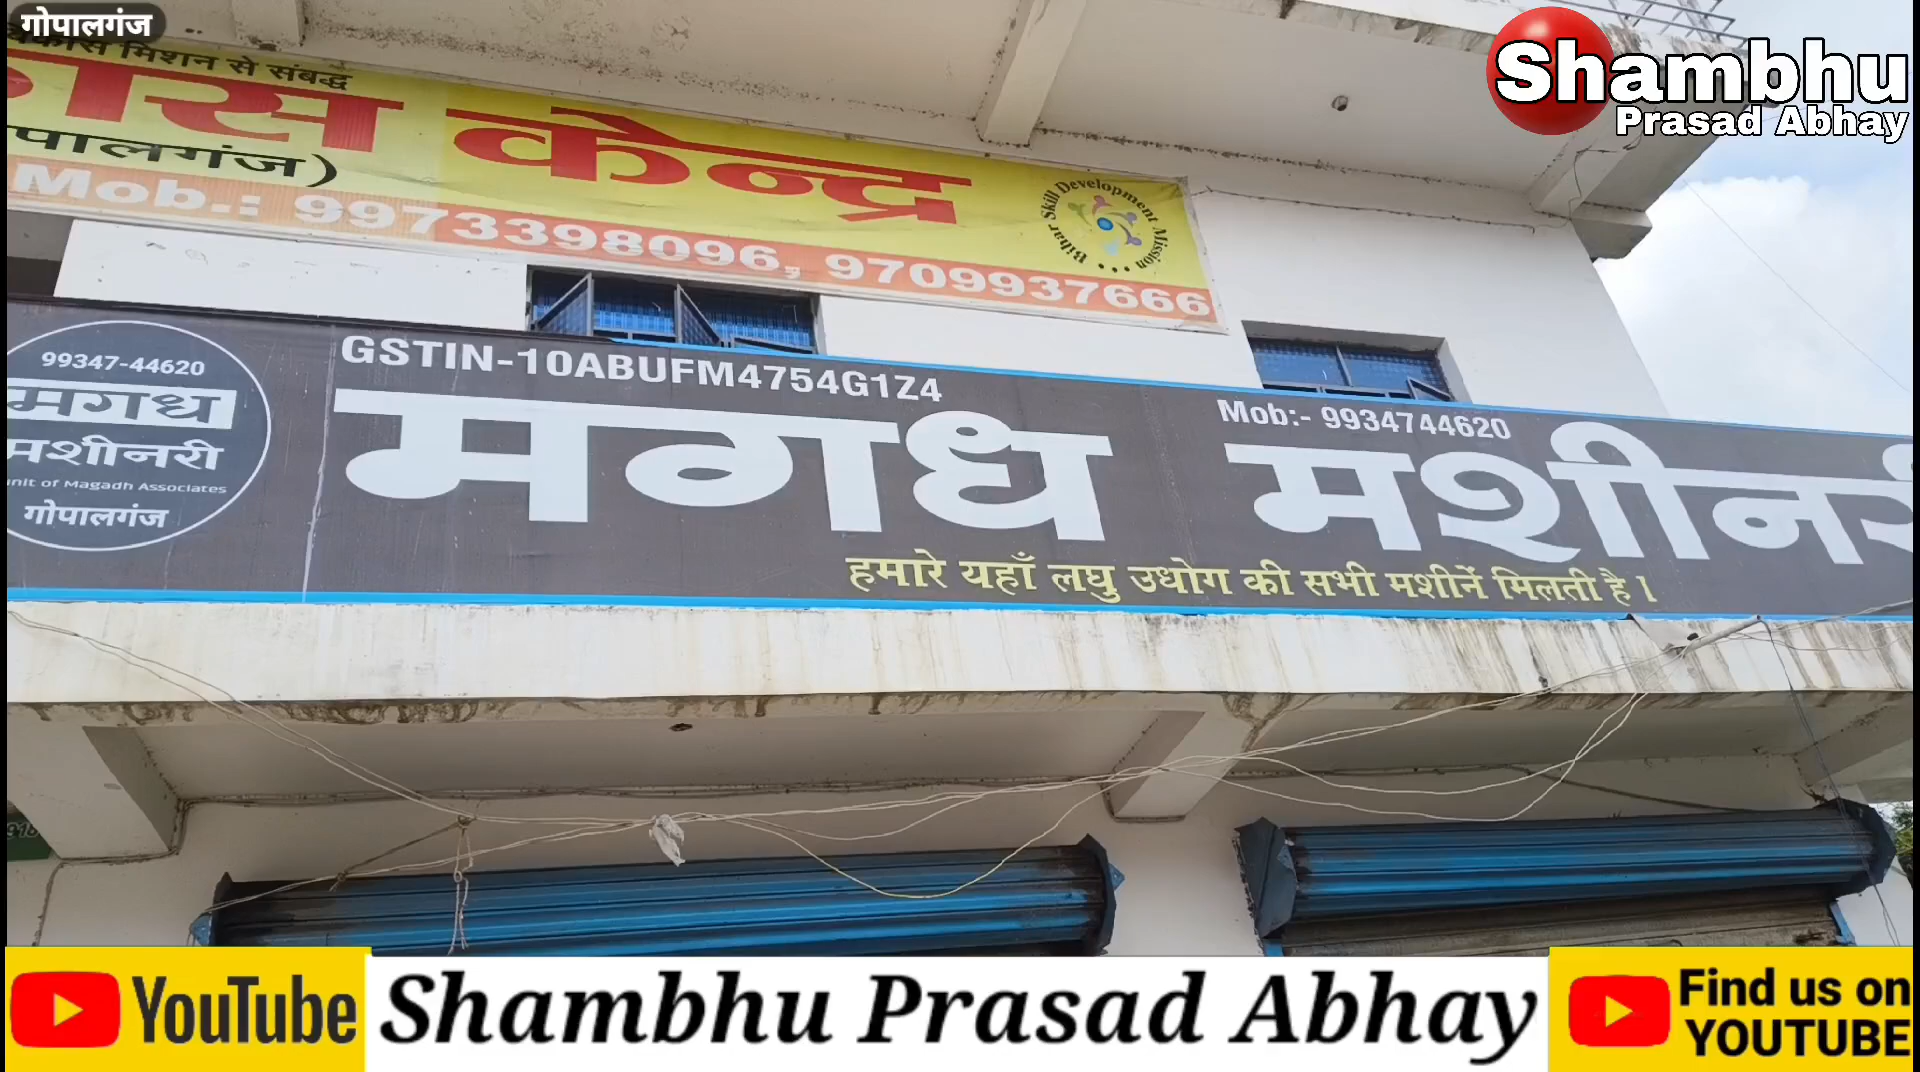 गोपालगंज
Shambhu
Prasad Abhay
विकास मिशन से संबद्ध
केन्द्र
Mob.: 9973398096, 9709937666
Bihar Skill Development Mission
99347-44620
मगध
मशीनरी
unit of Magadh Associates
गोपालगंज
GSTIN-10ABUFM4754G1Z4
Mob:- 9934744620
मगध मशीनरी
हमारे यहाँ लघु उधोग की सभी मशीनें मिलती है।
YouTube
Shambhu Prasad Abhay
Find us on
YOUTUBE